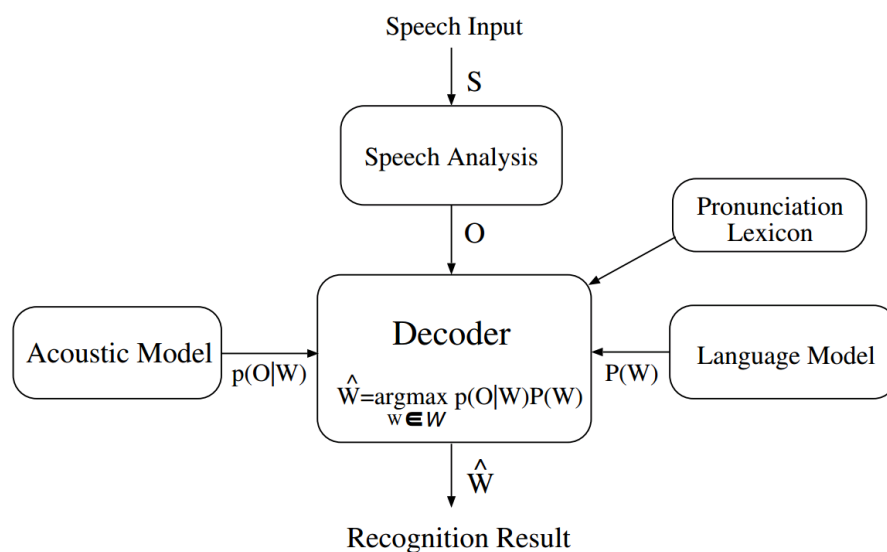 Speech Input
S
Speech Analysis
O
Pronunciation
Lexicon
Acoustic Model
p(O|W)
Decoder
Ŵ=argmax p(O|W)P(W)
W∈W
P(W)
Language Model
Ŵ
Recognition Result